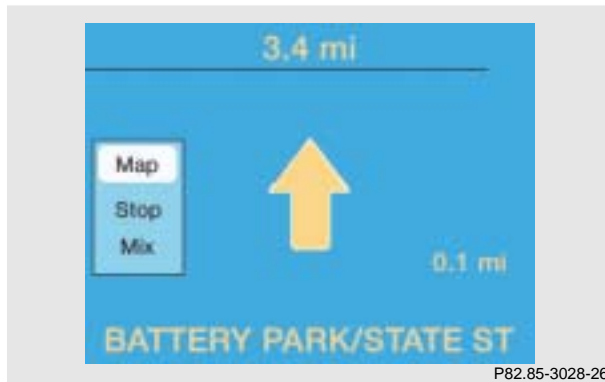 3.4 mi
Map
Stop
Mix
0.1 mi
BATTERY PARK/STATE ST
P82.85-3028-26